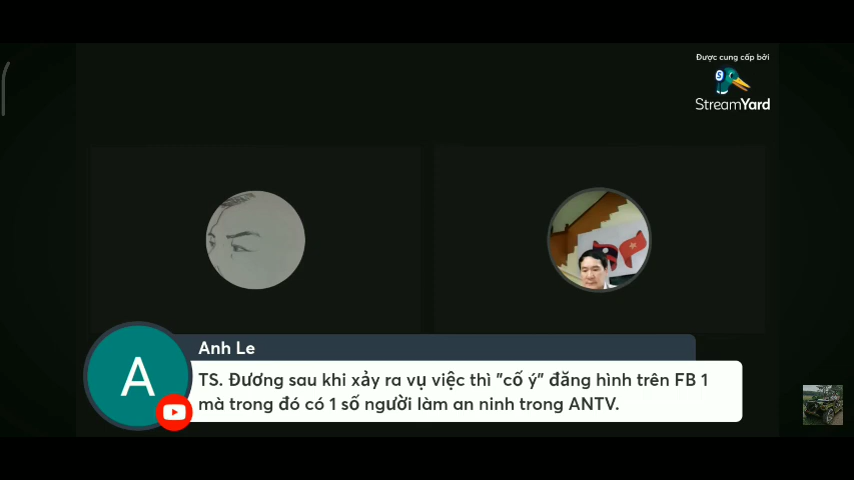 Được cung cấp bởi
StreamYard
Anh Le
A
TS. Đương sau khi xảy ra vụ việc thì "cố ý" đăng hình trên FB 1
mà trong đó có 1 số người làm an ninh trong ANTV.